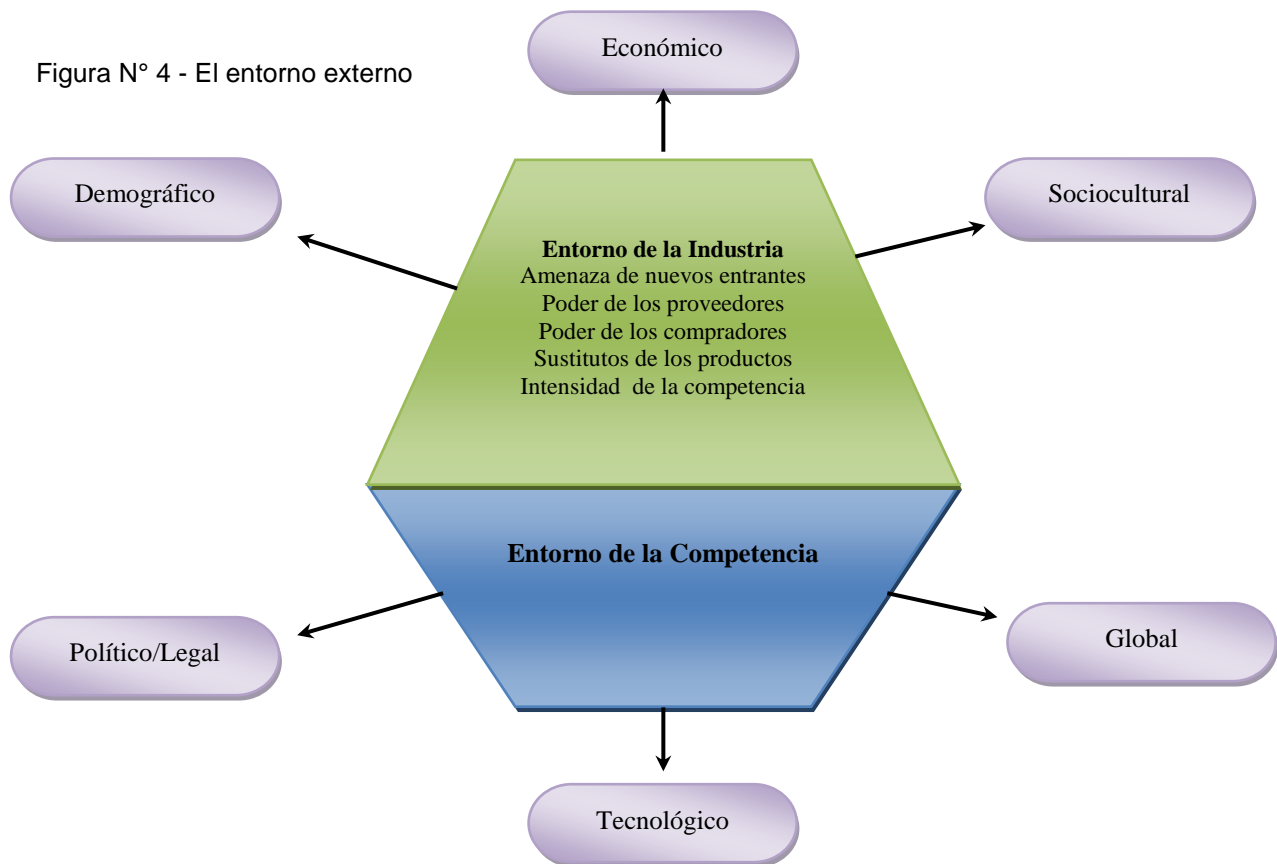 Económico
Figura N° 4 - El entorno externo
Demográfico
Sociocultural
Entorno de la Industria
Amenaza de nuevos entrantes
Poder de los proveedores
Poder de los compradores
Sustitutos de los productos
Intensidad de la competencia
Entorno de la Competencia
Político/Legal
Global
Tecnológico